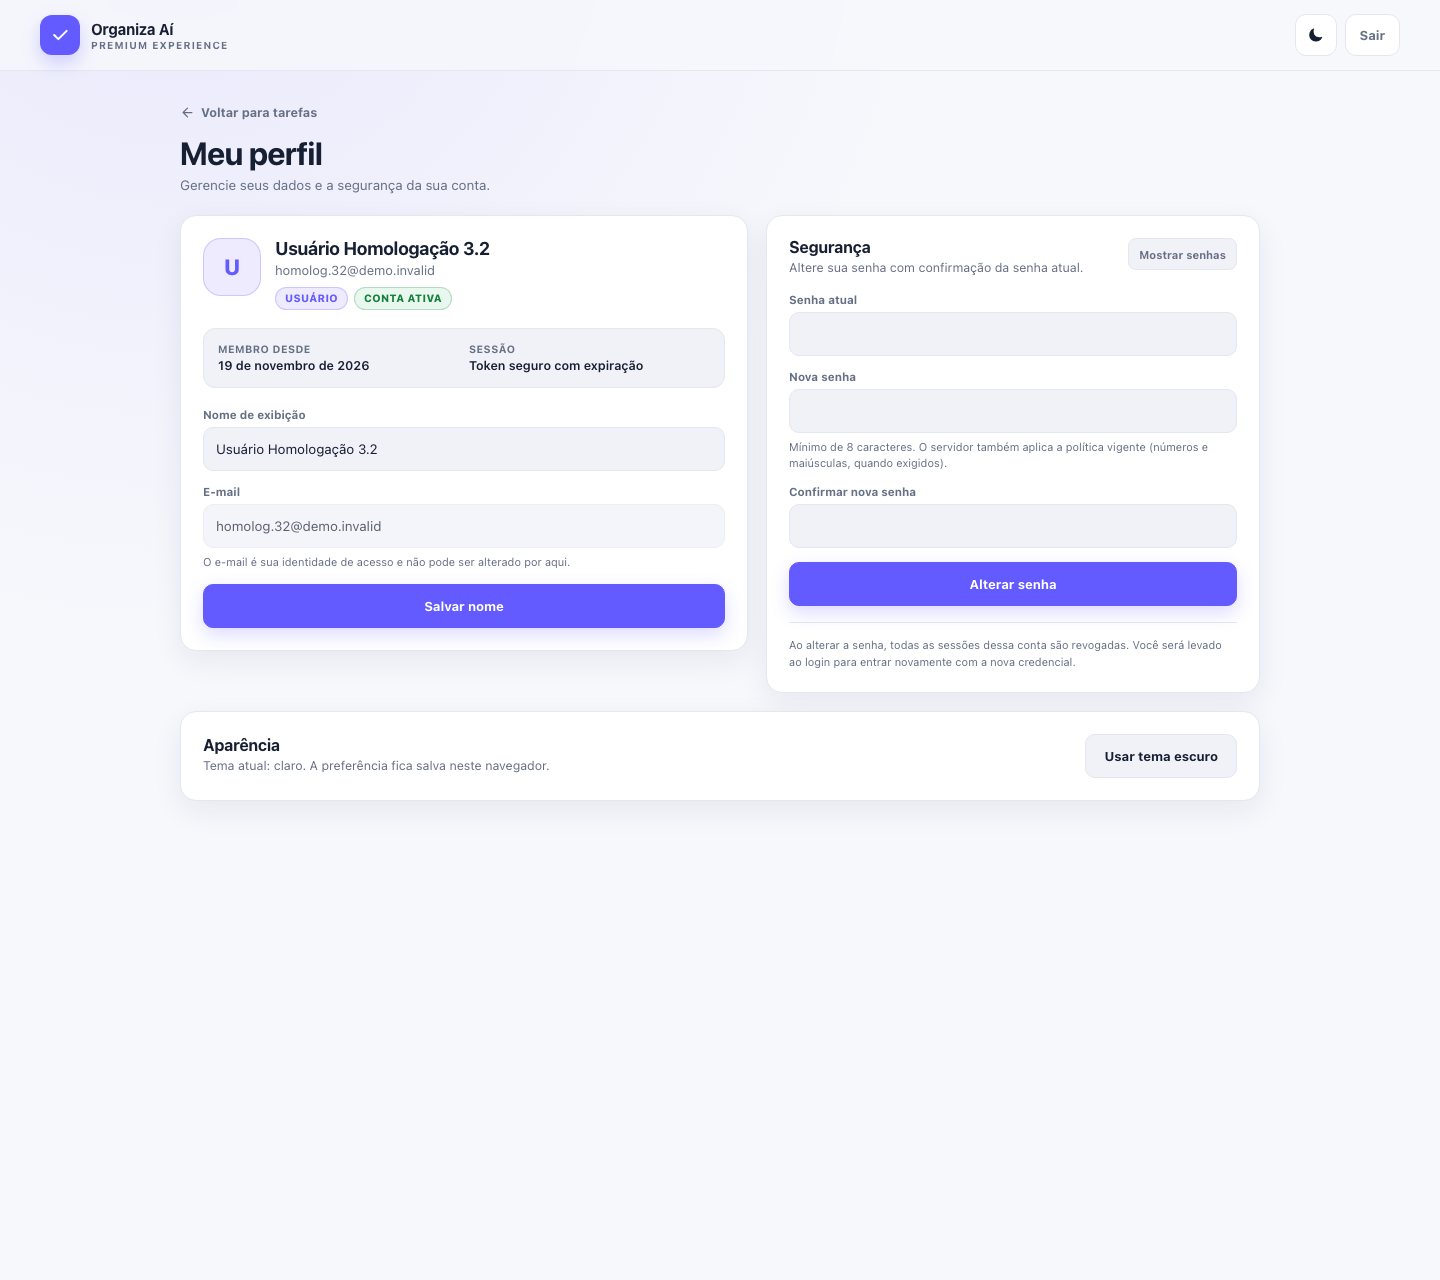 Organiza Aí
PREMIUM EXPERIENCE
Sair
Voltar para tarefas
Meu perfil
Gerencie seus dados e a segurança da sua conta.
U
Usuário Homologação 3.2
homolog.32@demo.invalid
USUÁRIO
CONTA ATIVA
MEMBRO DESDE
19 de novembro de 2026
SESSÃO
Token seguro com expiração
Nome de exibição
Usuário Homologação 3.2
E-mail
homolog.32@demo.invalid
O e-mail é sua identidade de acesso e não pode ser alterado por aqui.
Salvar nome
Segurança
Altere sua senha com confirmação da senha atual.
Mostrar senhas
Senha atual
Nova senha
Mínimo de 8 caracteres. O servidor também aplica a política vigente (números e
maiúsculas, quando exigidos).
Confirmar nova senha
Alterar senha
Ao alterar a senha, todas as sessões dessa conta são revogadas. Você será levado
ao login para entrar novamente com a nova credencial.
Aparência
Tema atual: claro. A preferência fica salva neste navegador.
Usar tema escuro